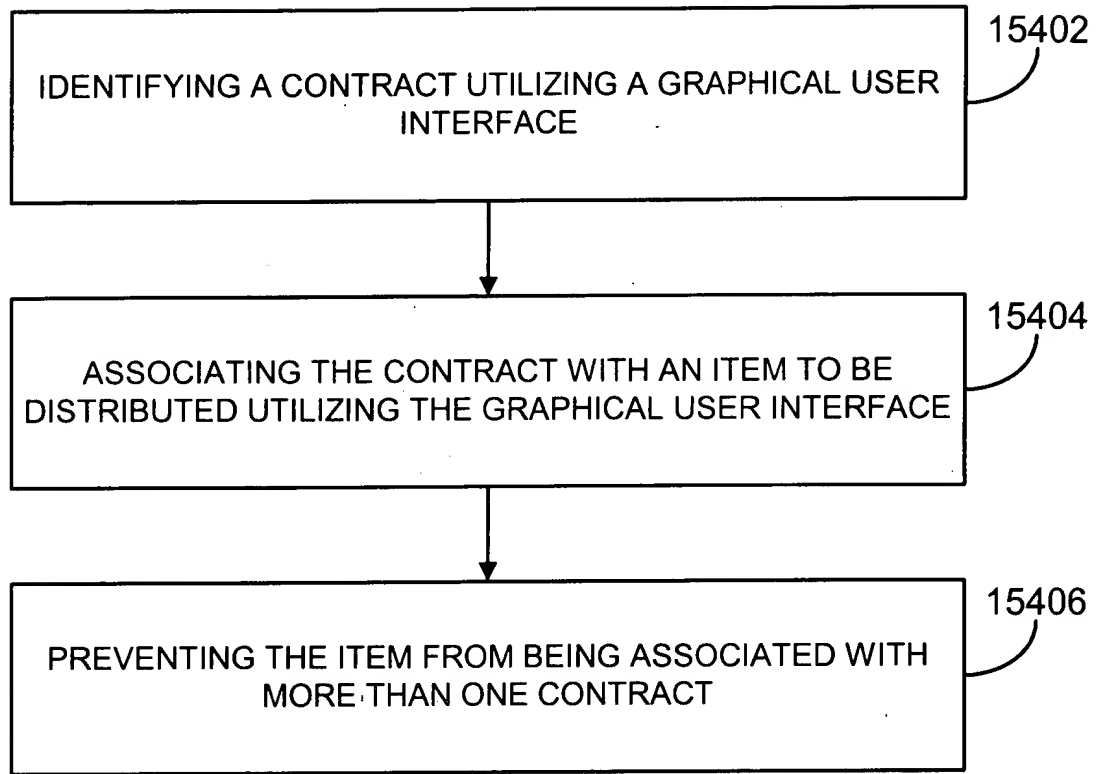 15402
IDENTIFYING A CONTRACT UTILIZING A GRAPHICAL USER
INTERFACE
15404
ASSOCIATING THE CONTRACT WITH AN ITEM TO BE
DISTRIBUTED UTILIZING THE GRAPHICAL USER INTERFACE
15406
PREVENTING THE ITEM FROM BEING ASSOCIATED WITH
MORE THAN ONE CONTRACT